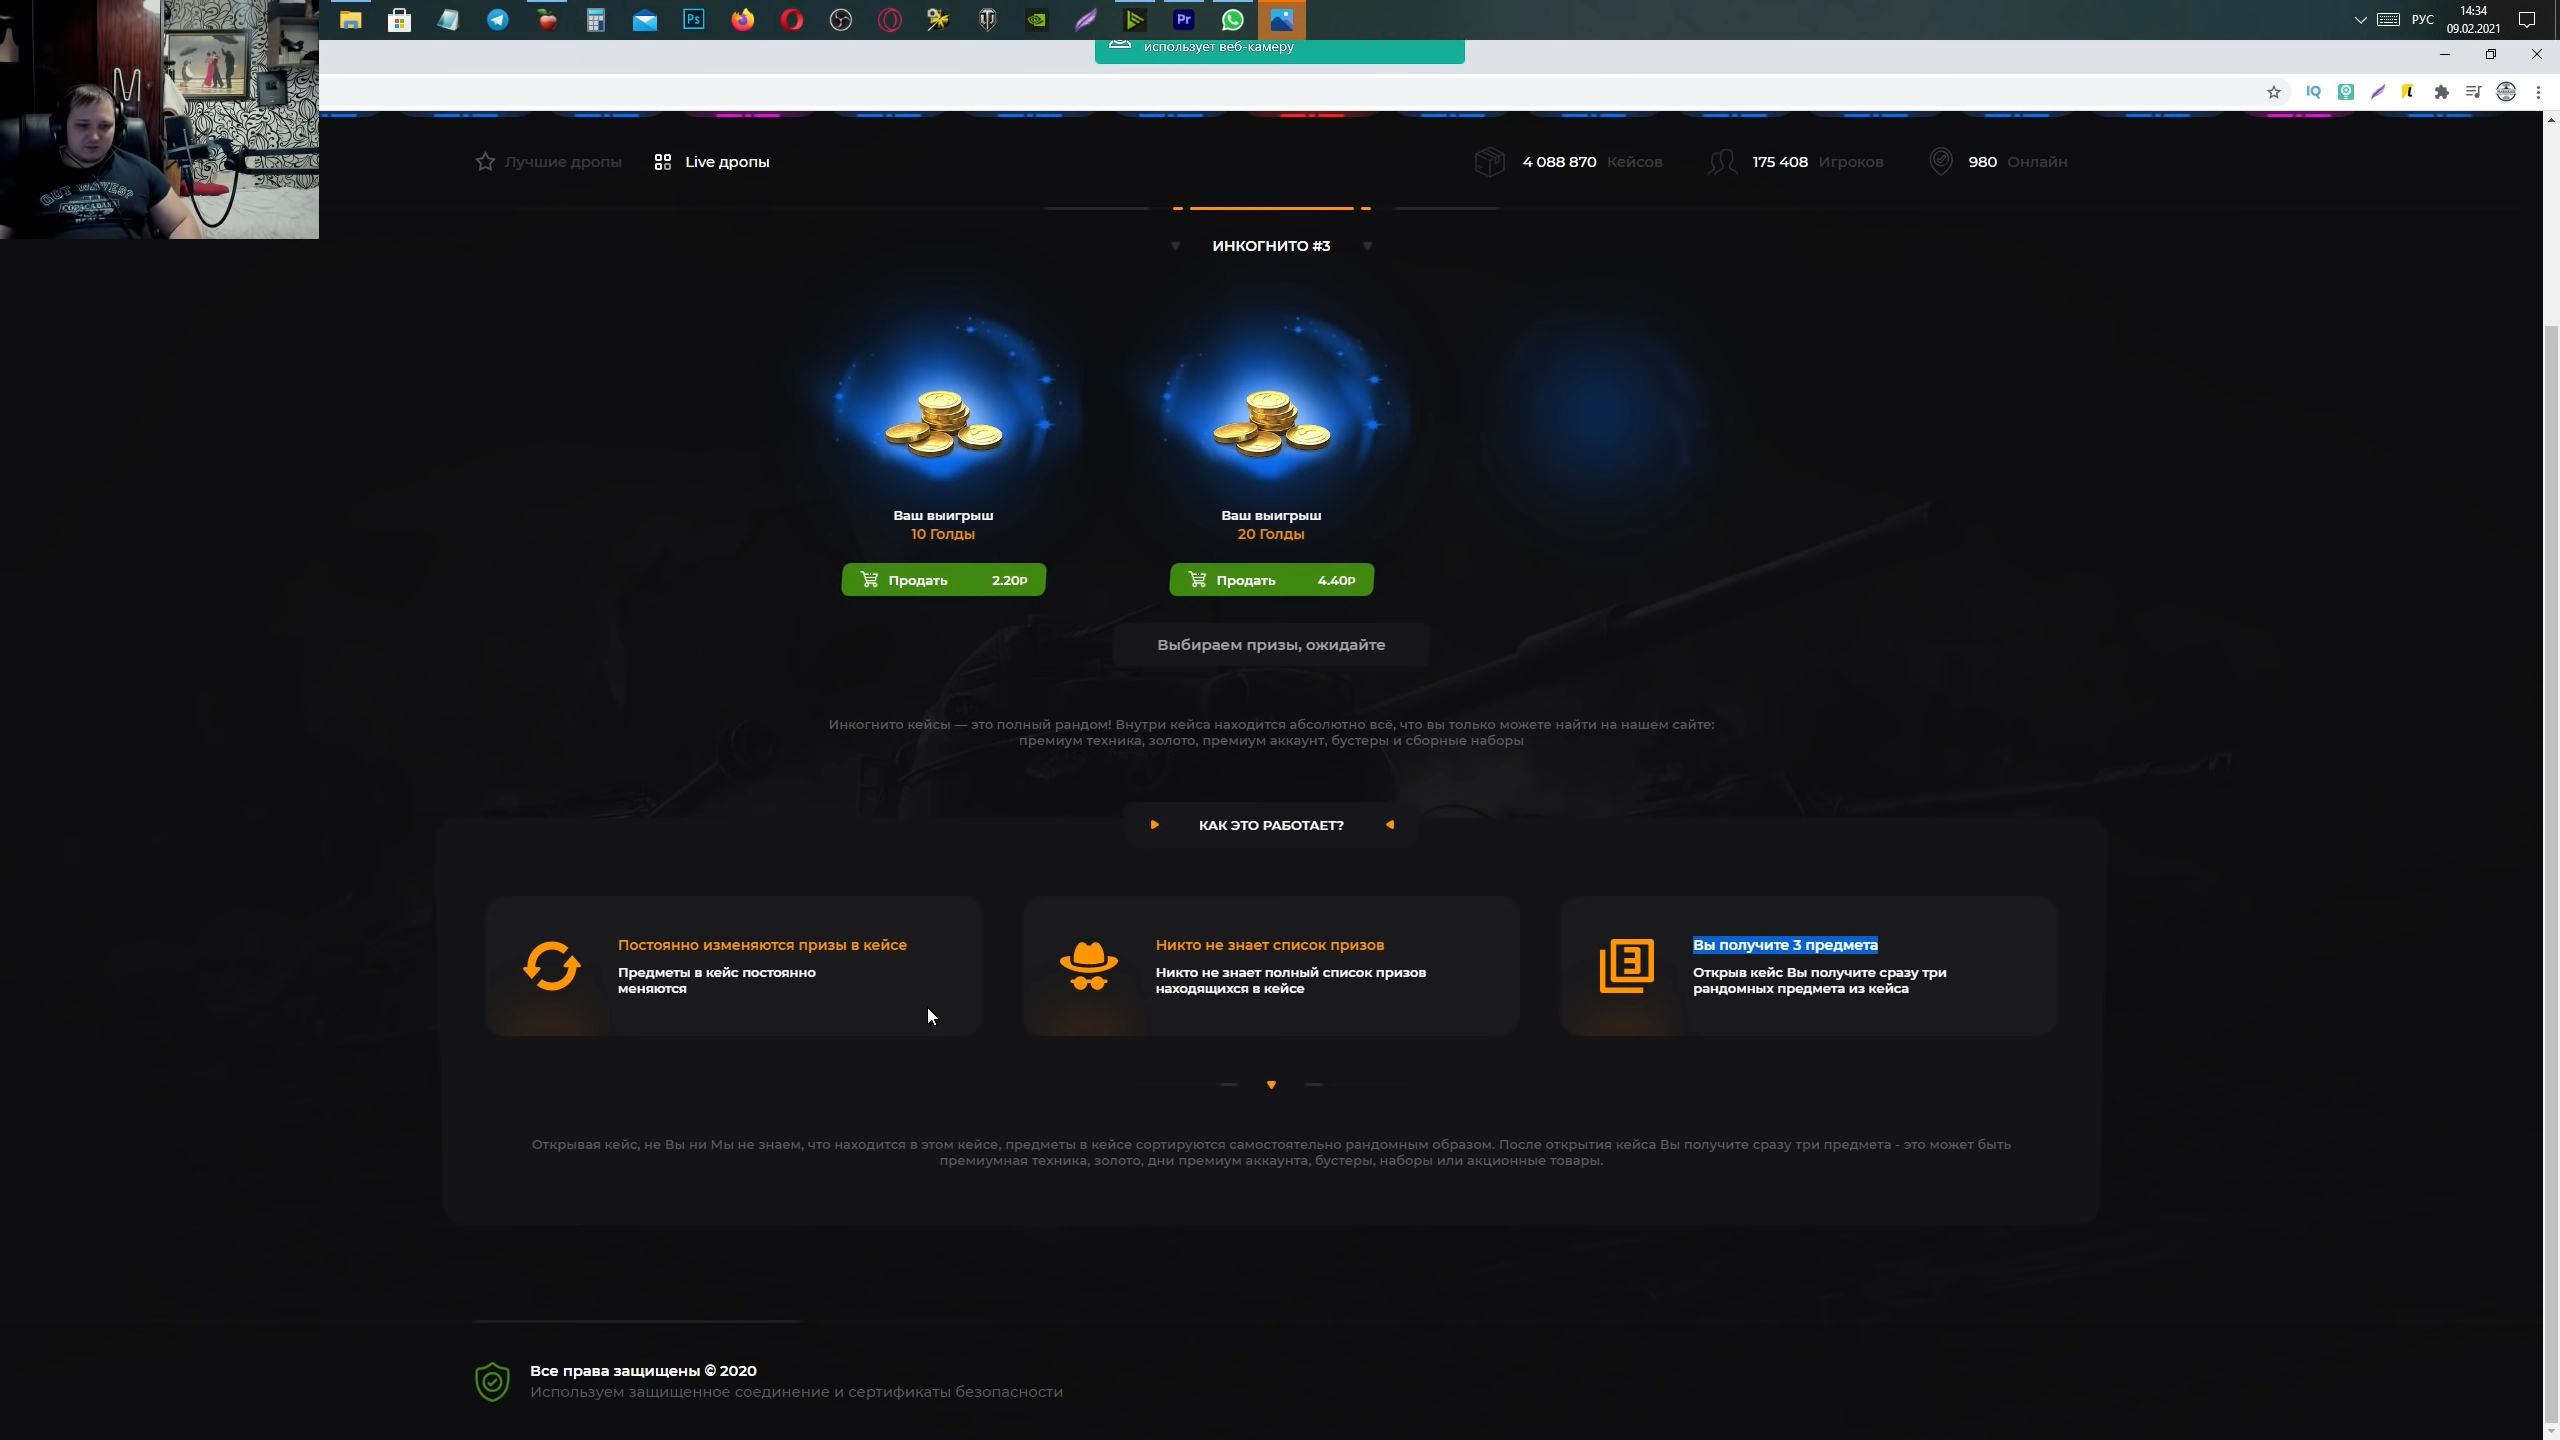 РУС
14:34
09.02.2021
использует веб-камеру
Лучшие дропы
Live дропы
4 088 870 Кейсов
175 408 Игроков
980 Онлайн
ИНКОГНИТО #3
Ваш выигрыш
10 Голды
Продать 2.20Р
Ваш выигрыш
20 Голды
Продать 4.40Р
Выбираем призы, ожидайте
Инкогнито кейсы — это полный рандом! Внутри кейса находится абсолютно всё, что вы только можете найти на нашем сайте:
премиум техника, золото, премиум аккаунт, бустеры и сборные наборы
КАК ЭТО РАБОТАЕТ?
Постоянно изменяются призы в кейсе
Предметы в кейс постоянно
меняются
Никто не знает список призов
Никто не знает полный список призов
находящихся в кейсе
3
Вы получите 3 предмета
Открыв кейс Вы получите сразу три
рандомных предмета из кейса
Открывая кейс, не Вы ни Мы не знаем, что находится в этом кейсе, предметы в кейсе сортируются самостоятельно рандомным образом. После открытия кейса Вы получите сразу три предмета - это может быть
премиумная техника, золото, дни премиум аккаунта, бустеры, наборы или акционные товары.
Все права защищены © 2020
Используем защищенное соединение и сертификаты безопасности
Ps
Pr
IQ
OUT WAVES?
COPACABANA